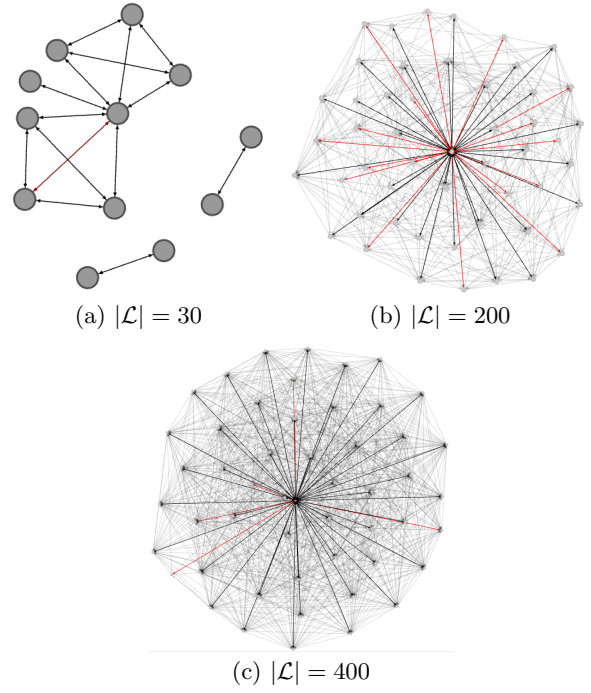 (a) |ℒ| = 30
(b) |ℒ| = 200
(c) |ℒ| = 400